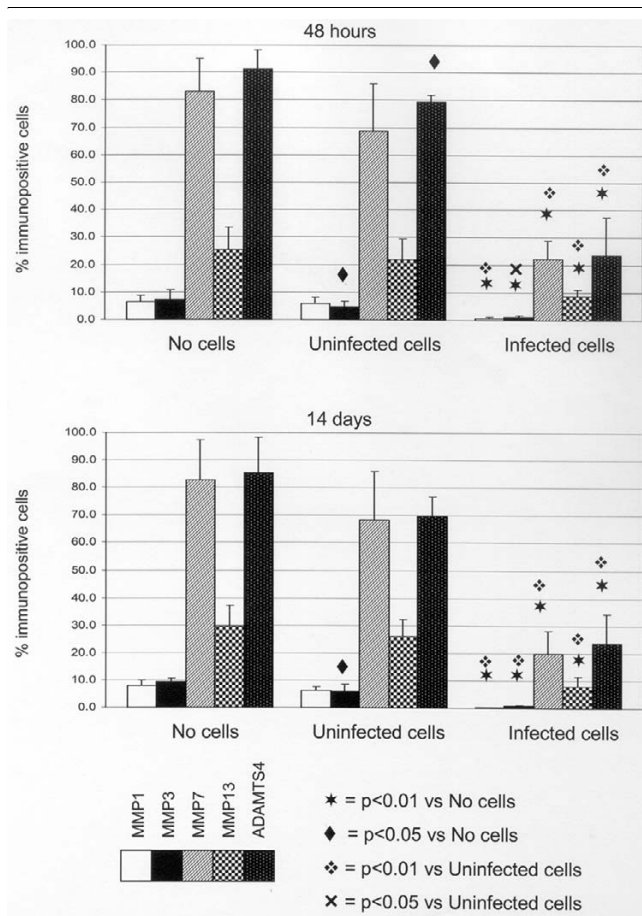 48 hours
% immunopositive cells
100.0
90.0
80.0
70.0
60.0
50.0
40.0
30.0
20.0
10.0
0.0
No cells Uninfected cells Infected cells
14 days
% immunopositive cells
100.0
90.0
80.0
70.0
60.0
50.0
40.0
30.0
20.0
10.0
0.0
No cells Uninfected cells Infected cells
MMP1
MMP3
MMP7
MMP13
ADAMTS4
✶ = p<0.01 vs No cells
♦ = p<0.05 vs No cells
❖ = p<0.01 vs Uninfected cells
✕ = p<0.05 vs Uninfected cells